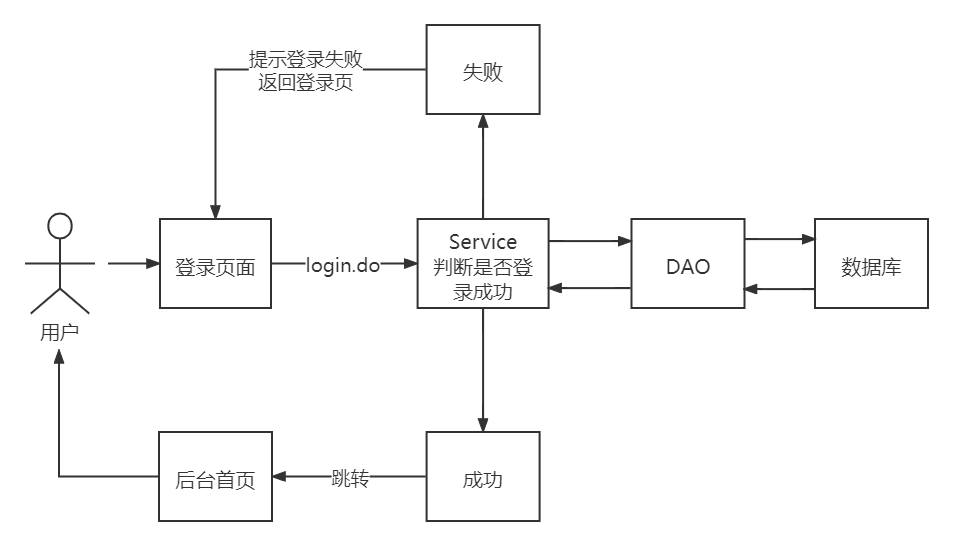 提示登录失败
返回登录页
失败
登录页面
login.do
Service
判断是否登
录成功
DAO
数据库
用户
后台首页
跳转
成功